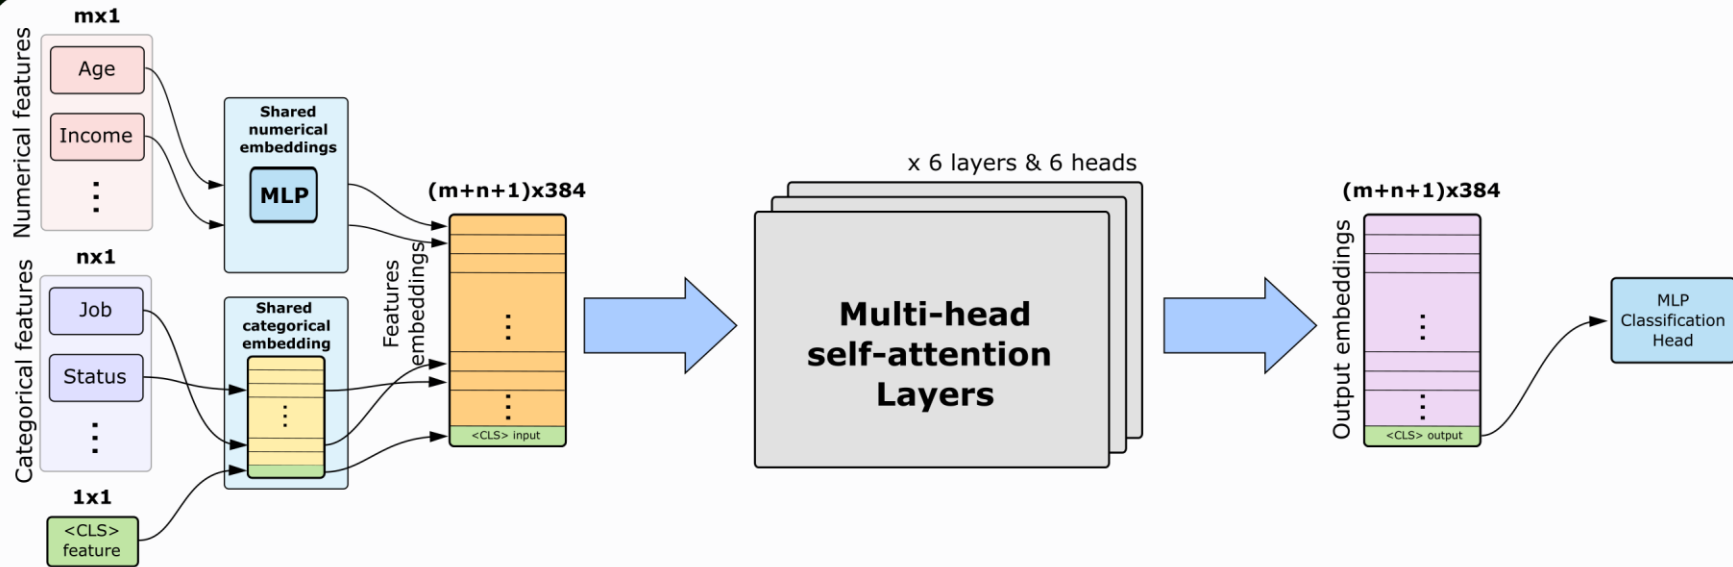 mx1
Numerical features
Age
Income
⋮
nx1
Categorical features
Job
Status
⋮
1x1
<CLS>
feature
Shared
numerical
embeddings
MLP
Shared
categorical
embedding
⋮
(m+n+1)x384
Features
embeddings
⋮
⋮
<CLS> input
x 6 layers & 6 heads
Multi-head
self-attention
Layers
(m+n+1)x384
Output embeddings
⋮
⋮
<CLS> output
MLP
Classification
Head